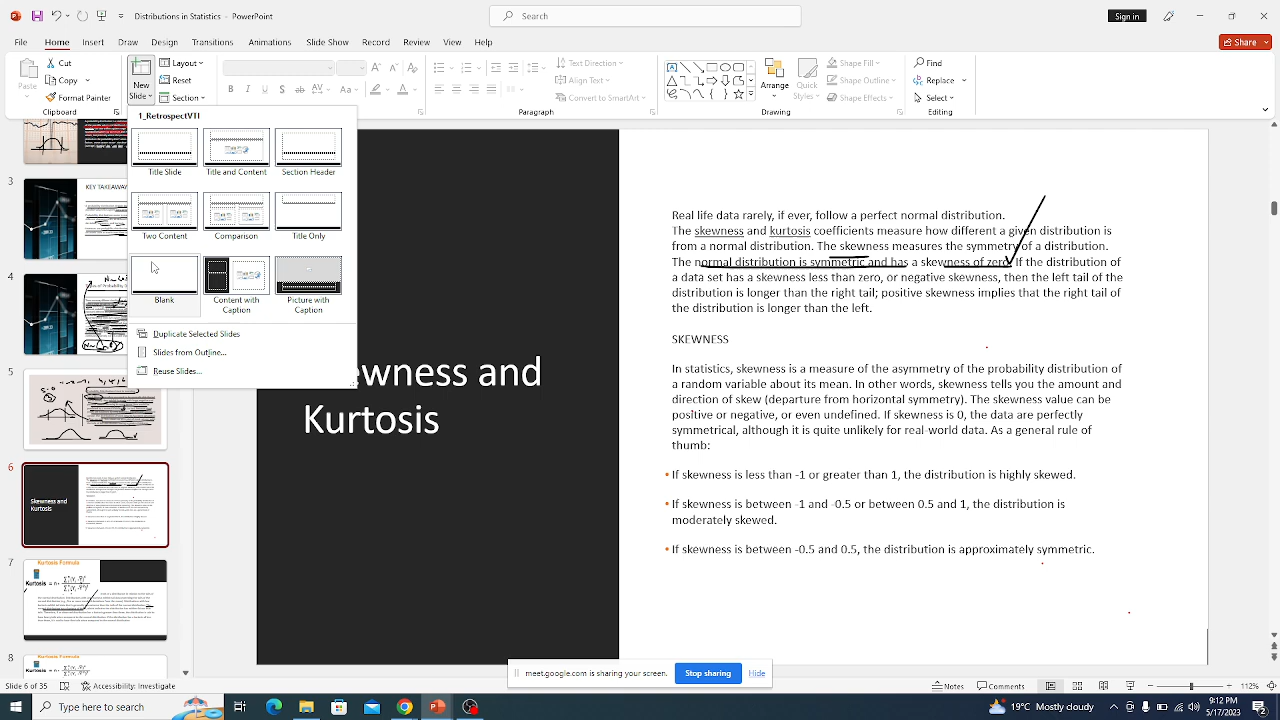 Distributions in VTI - PowerPoint
Search
Sign in
File Home Insert Draw Design Transitions Animations Slide Show Record Review View Help
Share
Paste
Cut
Copy
Format Painter
Clipboard
New
Slide
Layout
Reset
Section
Text Direction
Align Text
Convert to SmartArt
Paragraph
Arrange
Quick
Styles
Drawing
Shape Fill
Shape Outline
Shape Effects
Find
Replace
Select
Editing
1_RetrospectVTI
Title Slide
Title and Content
Section Header
Two Content
Comparison
Title Only
Blank
Content with
Caption
Picture with
Caption
Duplicate Selected Slides
Slides from Outline...
Reuse Slides...
3
KEY TAKEAWAY
4
5
6
Skewness and
Kurtosis
7
Kurtosis Formula
Kurtosis = n*
8
Kurtosis Formula
Kurtosis = n*
ewness and
Kurtosis
Real life data rarely, if ever, follow a perfect normal distribution.
The skewness and kurtosis coefficients measure how different a given distribution is
from a normal distribution. The skewness measures the symmetry of a distribution.
The normal distribution is symmetric and has a skewness of zero. If the distribution of
a data set has a skewness less than zero, or negative skewness, then the left tail of the
distribution is longer than the right tail; positive skewness implies that the right tail of
the distribution is longer than the left.
SKEWNESS
In statistics, skewness is a measure of the asymmetry of the probability distribution of
a random variable about its mean. In other words, skewness tells you the amount and
direction of skew (departure from horizontal symmetry). The skewness value can be
positive or negative, or even undefined. If skewness is 0, the data are perfectly
symmetrical, although it is quite unlikely for real-world data. As a general rule of
thumb:
• If skewness is less than -1 or greater than 1, the distribution is highly skewed.
• If skewness is between -1 and -0.5 or between 0.5 and 1, the distribution is
moderately skewed.
• If skewness is between -0.5 and 0.5, the distribution is approximately symmetric.
meet.google.com is sharing your screen.
Stop sharing
Hide
Slide 6 of 35
Accessibility: Investigate
Notes
Comments
112%
Type here to search
19°C Mostly cloudy
9:12 PM
5/17/2023